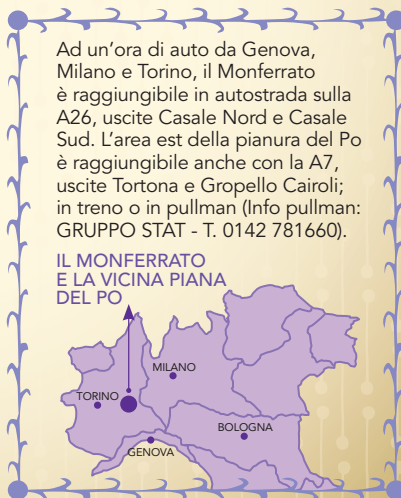 Ad un'ora di auto da Genova,
Milano e Torino, il Monferrato
è raggiungibile in autostrada sulla
A26, uscite Casale Nord e Casale
Sud. L'area est della pianura del Po
è raggiungibile anche con la A7,
uscite Tortona e Gropello Cairoli;
in treno o in pullman (Info pullman:
GRUPPO STAT - T. 0142 781660).
IL MONFERRATO
E LA VICINA PIANA
DEL PO
MILANO
TORINO
BOLOGNA
GENOVA